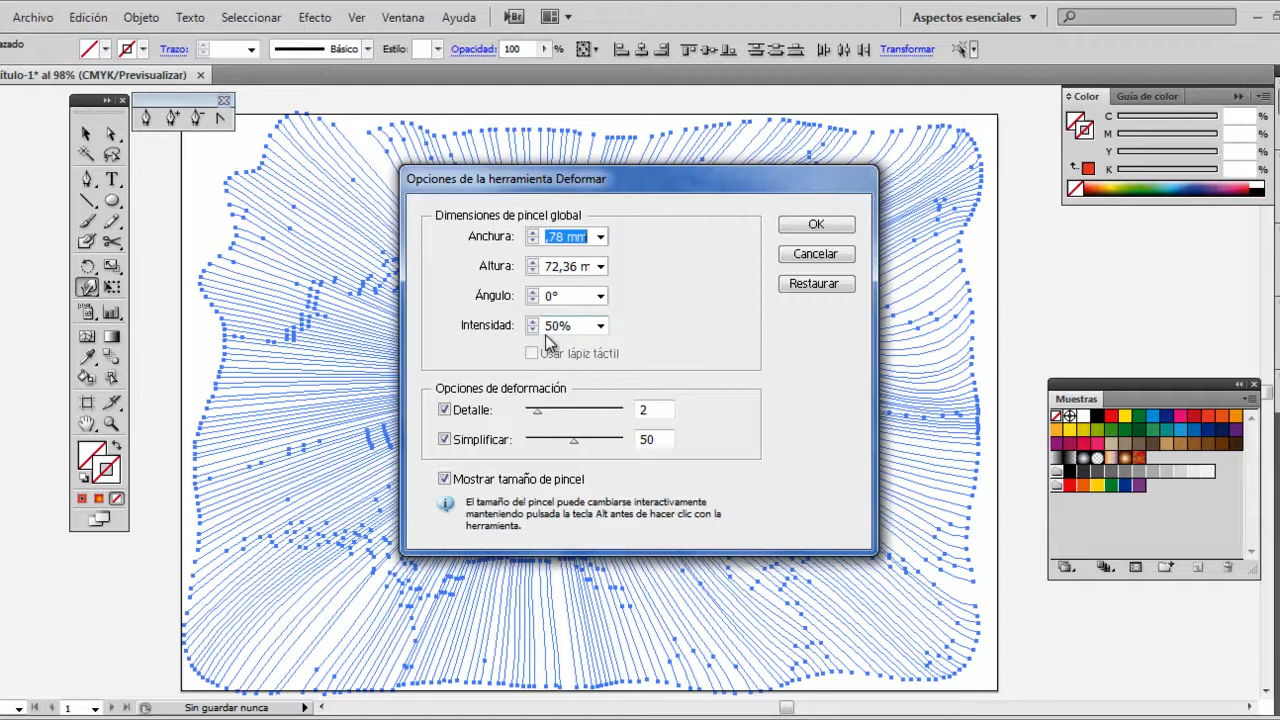 Archivo Edición Objeto Texto Seleccionar Efecto Ver Ventana Ayuda Br Aspectos esenciales
azado Trazo: Básico Estilo: Opacidad: 100 % Transformar
ítulo-1* al 98% (CMYK/Previsualizar)
Color Guía de color
C %
M %
Y %
K %
Opciones de la herramienta Deformar
Dimensiones de pincel global
Anchura: ,78 mm
Altura: 72,36 m
Ángulo: 0°
Intensidad: 50%
Usar lápiz táctil
OK
Cancelar
Restaurar
Opciones de deformación
Detalle: 2
Simplificar: 50
Mostrar tamaño de pincel
El tamaño del pincel puede cambiarse interactivamente
manteniendo pulsada la tecla Alt antes de hacer clic con la
herramienta.
Muestras
1 Sin guardar nunca